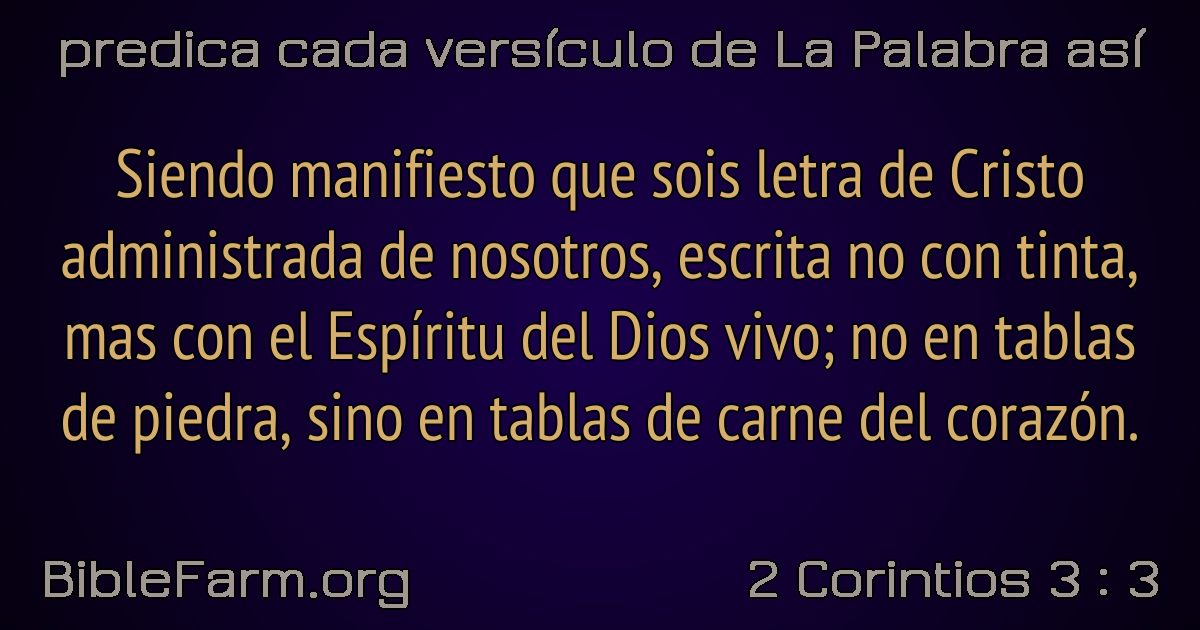 predica cada versículo de La Palabra así
Siendo manifiesto que sois letra de Cristo
administrada de nosotros, escrita no con tinta,
mas con el Espíritu del Dios vivo; no en tablas
de piedra, sino en tablas de carne del corazón.
BibleFarm.org
2 Corintios 3 : 3